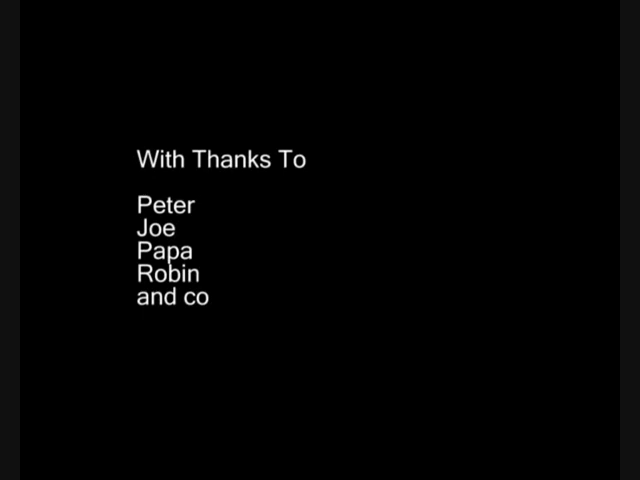 With Thanks To
Peter
Joe
Papa
Robin
and co